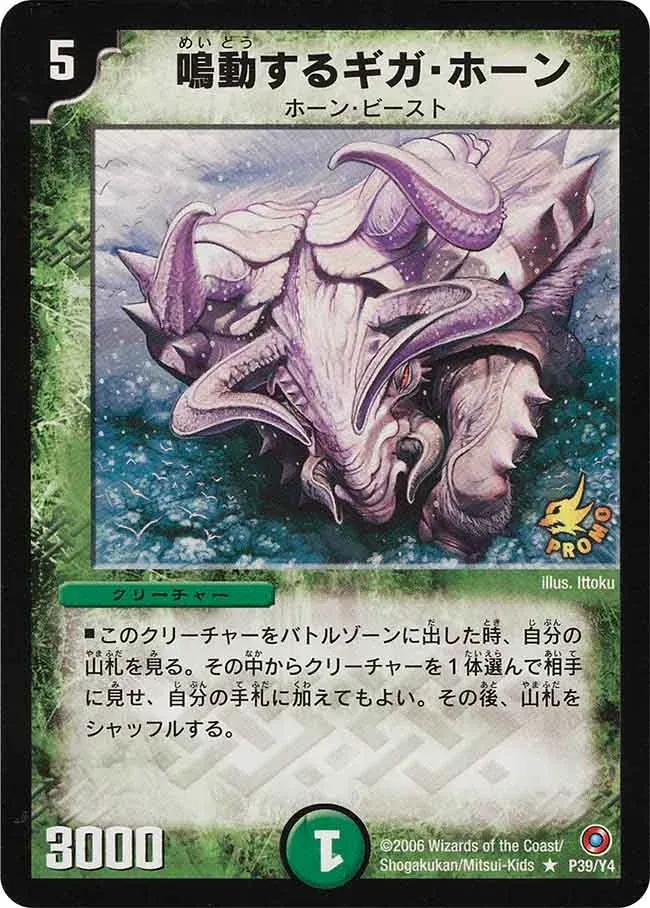 5
めいどう
鳴動するギガ・ホーン
ホーン・ビースト
PROMO
illus. Ittoku
クリーチャー
■このクリーチャーをバトルゾーンに出した時、自分の
山札を見る。その中からクリーチャーを1体選んで相手
に見せ、自分の手札に加えてもよい。その後、山札を
シャッフルする。
3000
1
©2006 Wizards of the Coast/
Shogakukan/Mitsui-Kids ★ P39/Y4